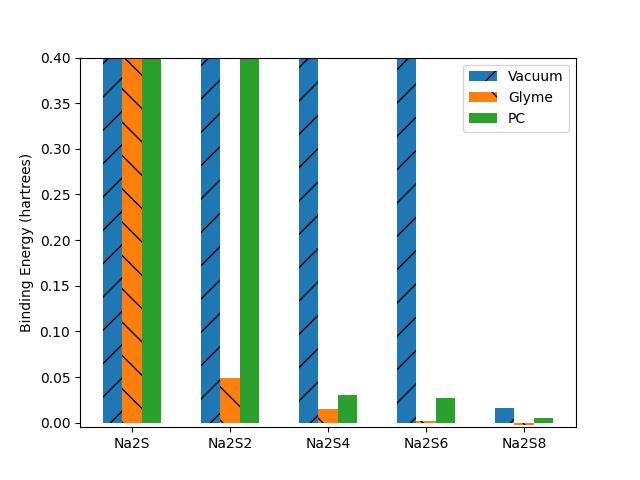 0.40
0.35
0.30
0.25
0.20
0.15
0.10
0.05
0.00
Binding Energy (hartrees)
Vacuum
Glyme
PC
Na2S
Na2S2
Na2S4
Na2S6
Na2S8